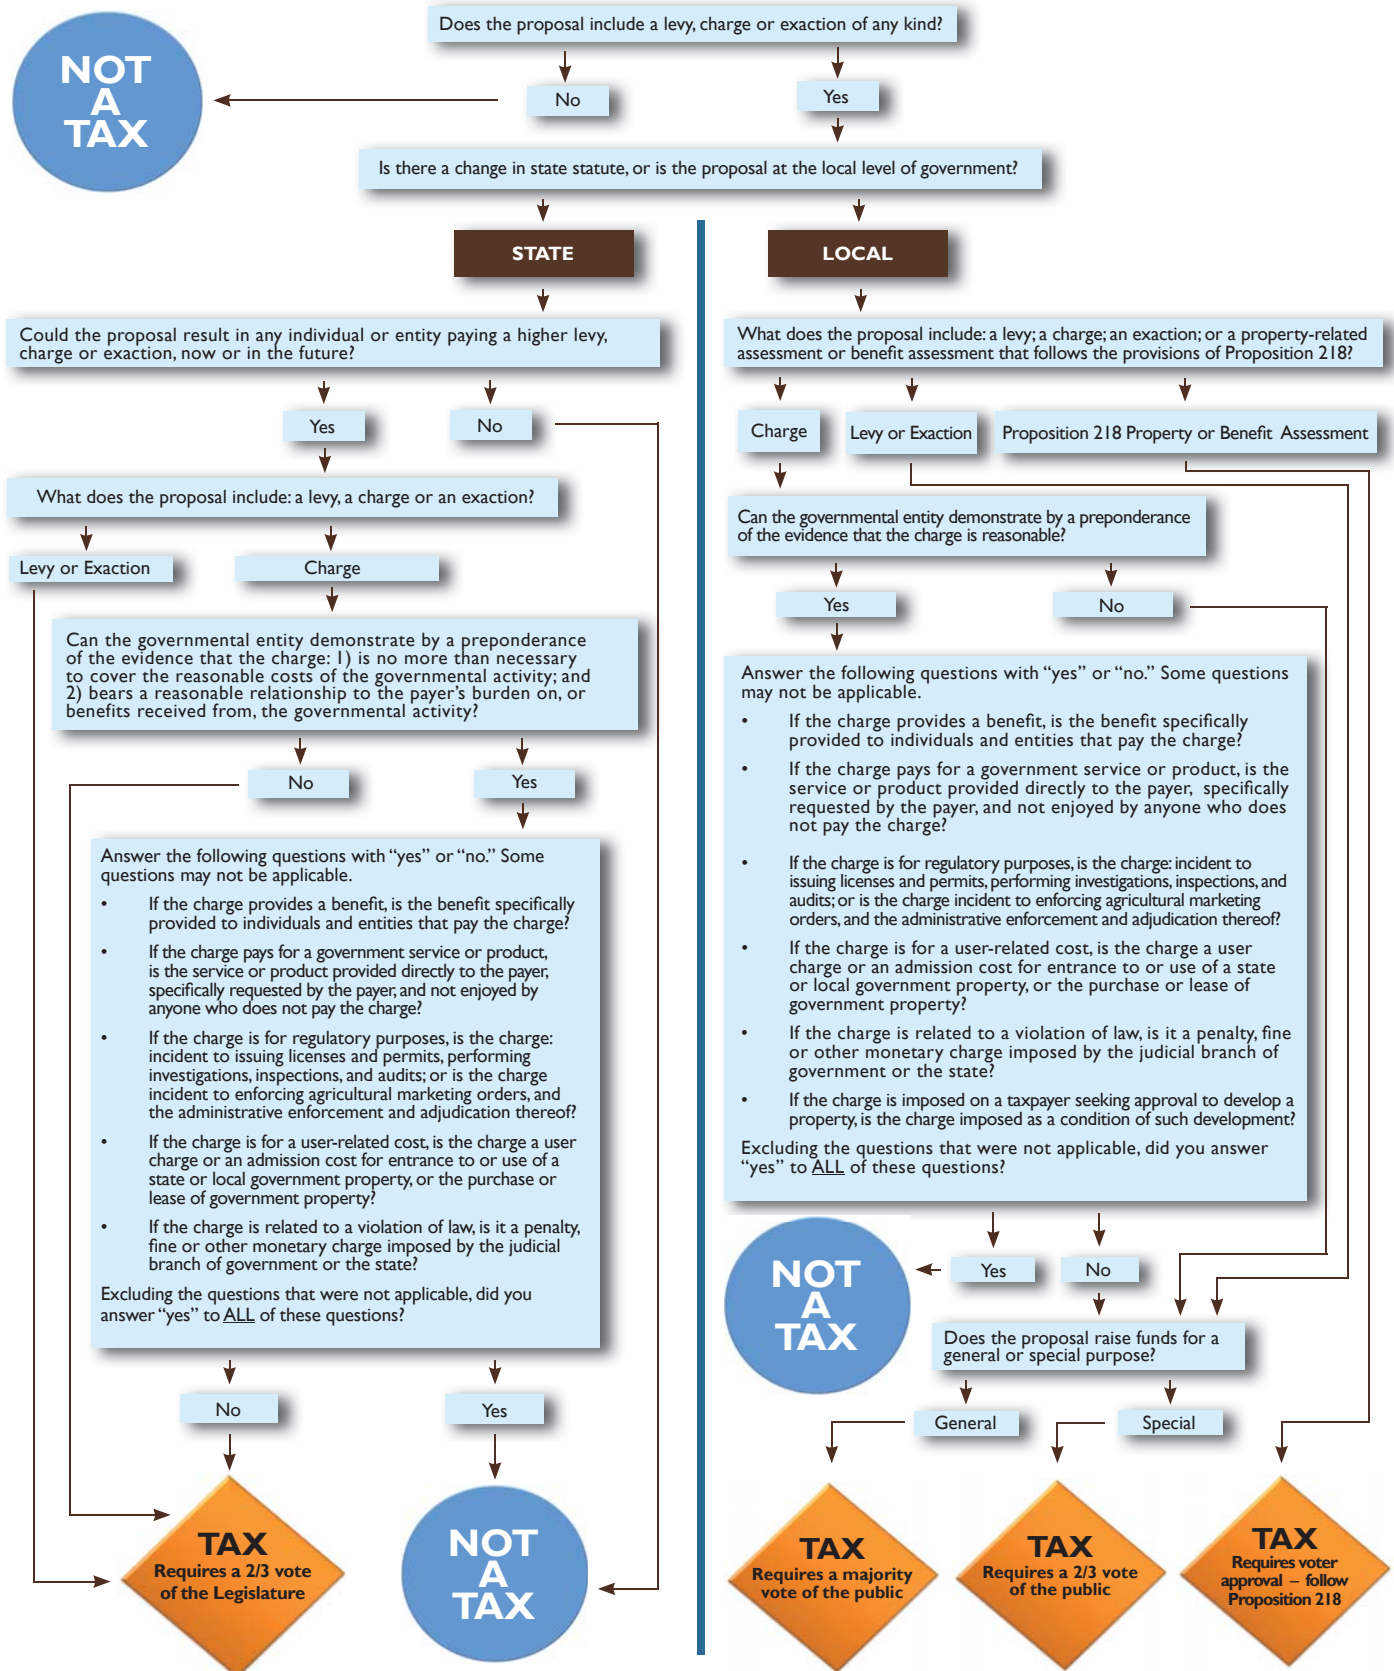 Does the proposal include a levy, charge or exaction of any kind?
NOT
A
TAX
No
Yes
Is there a change in state statute, or is the proposal at the local level of government?
STATE
Could the proposal result in any individual or entity paying a higher levy,
charge or exaction, now or in the future?
Yes
No
What does the proposal include: a levy, a charge or an exaction?
Levy or Exaction
Charge
Can the governmental entity demonstrate by a preponderance
of the evidence that the charge: 1) is no more than necessary
to cover the reasonable costs of the governmental activity; and
2) bears a reasonable relationship to the payer's burden on, or
benefits received from, the governmental activity?
No
Yes
Answer the following questions with “yes” or “no.” Some
questions may not be applicable.
• If the charge provides a benefit, is the benefit specifically
provided to individuals and entities that pay the charge?
• If the charge pays for a government service or product,
is the service or product provided directly to the payer,
specifically requested by the payer, and not enjoyed by
anyone who does not pay the charge?
• If the charge is for regulatory purposes, is the charge:
incident to issuing licenses and permits, performing
investigations, inspections, and audits; or is the charge
incident to enforcing agricultural marketing orders, and
the administrative enforcement and adjudication thereof?
• If the charge is for a user-related cost, is the charge a user
charge or an admission cost for entrance to or use of a
state or local government property, or the purchase or
lease of government property?
• If the charge is related to a violation of law, is it a penalty,
fine or other monetary charge imposed by the judicial
branch of government or the state?
Excluding the questions that were not applicable, did you
answer “yes” to ALL of these questions?
No
Yes
TAX
Requires a 2/3 vote
of the Legislature
NOT
A
TAX
LOCAL
What does the proposal include: a levy; a charge; an exaction; or a property-related
assessment or benefit assessment that follows the provisions of Proposition 218?
Charge
Levy or Exaction
Proposition 218 Property or Benefit Assessment
Can the governmental entity demonstrate by a preponderance
of the evidence that the charge is reasonable?
Yes
No
Answer the following questions with “yes” or “no.” Some questions
may not be applicable.
• If the charge provides a benefit, is the benefit specifically
provided to individuals and entities that pay the charge?
• If the charge pays for a government service or product, is the
service or product provided directly to the payer, specifically
requested by the payer, and not enjoyed by anyone who does
not pay the charge?
• If the charge is for regulatory purposes, is the charge: incident to
issuing licenses and permits, performing investigations, inspections, and
audits; or is the charge incident to enforcing agricultural marketing
orders, and the administrative enforcement and adjudication thereof?
• If the charge is for a user-related cost, is the charge a user
charge or an admission cost for entrance to or use of a state
or local government property, or the purchase or lease of
government property?
• If the charge is related to a violation of law, is it a penalty, fine
or other monetary charge imposed by the judicial branch of
government or the state?
• If the charge is imposed on a taxpayer seeking approval to develop a
property, is the charge imposed as a condition of such development?
Excluding the questions that were not applicable, did you answer
“yes” to ALL of these questions?
NOT
A
TAX
Yes
No
Does the proposal raise funds for a
general or special purpose?
General
Special
TAX
Requires a majority
vote of the public
TAX
Requires a 2/3 vote
of the public
TAX
Requires voter
approval – follow
Proposition 218